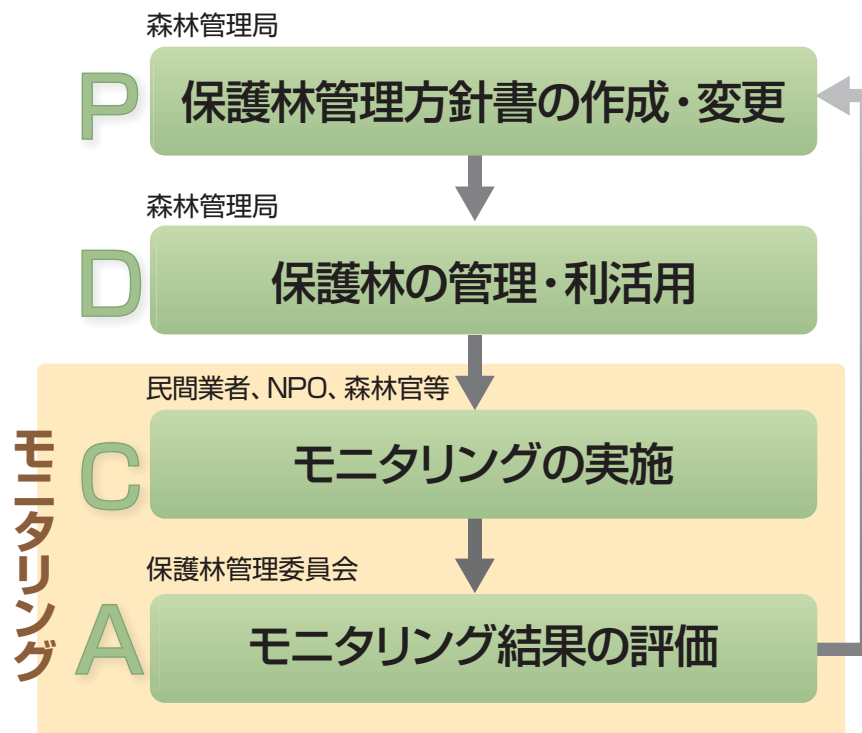 森林管理局
P
保護林管理方針書の作成・変更
森林管理局
D
保護林の管理・利活用
モニタリング
民間業者、NPO、森林官等
C
モニタリングの実施
保護林管理委員会
A
モニタリング結果の評価